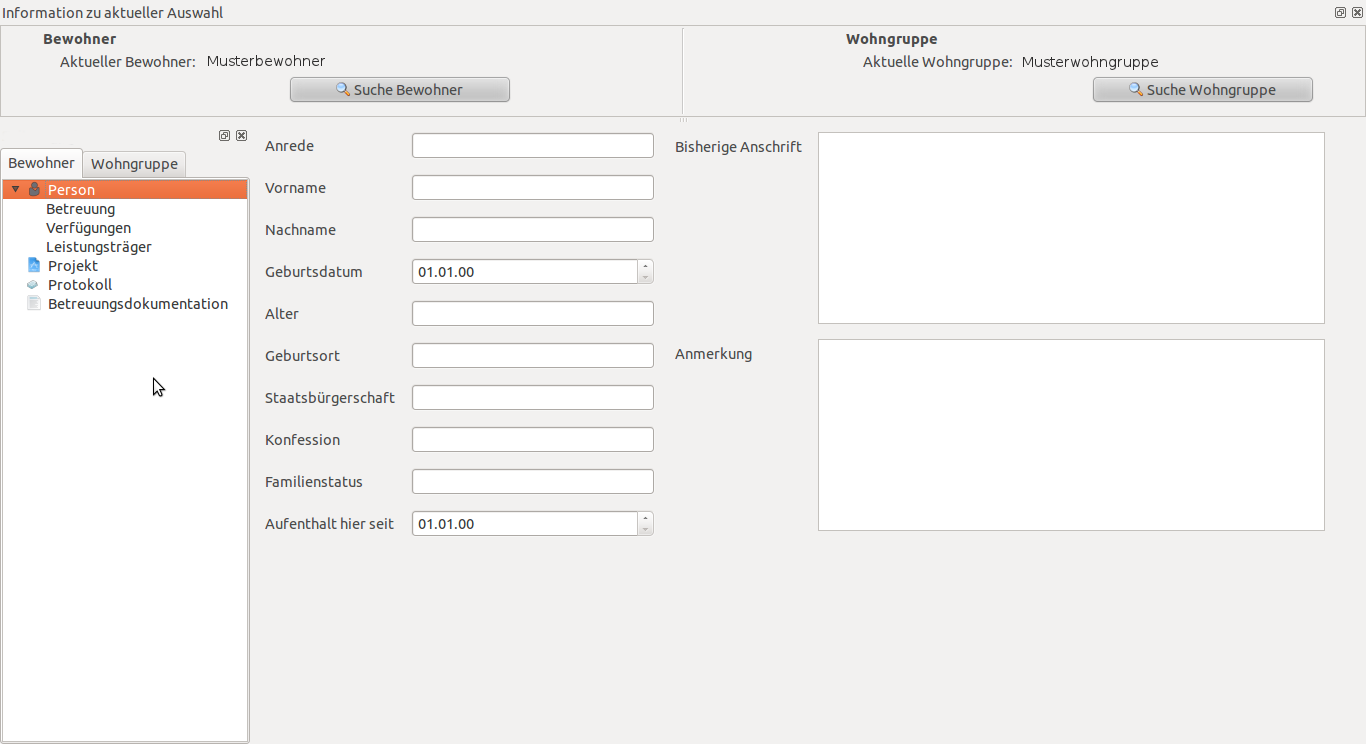 Information zu aktueller Auswahl
Bewohner
Aktueller Bewohner: Musterbewohner
Suche Bewohner
Wohngruppe
Aktuelle Wohngruppe: Musterwohngruppe
Suche Wohngruppe
Bewohner Wohngruppe
Person
Betreuung
Verfügungen
Leistungsträger
Projekt
Protokoll
Betreuungsdokumentation
Anrede
Vorname
Nachname
Geburtsdatum 01.01.00
Alter
Geburtsort
Staatsbürgerschaft
Konfession
Familienstatus
Aufenthalt hier seit 01.01.00
Bisherige Anschrift
Anmerkung